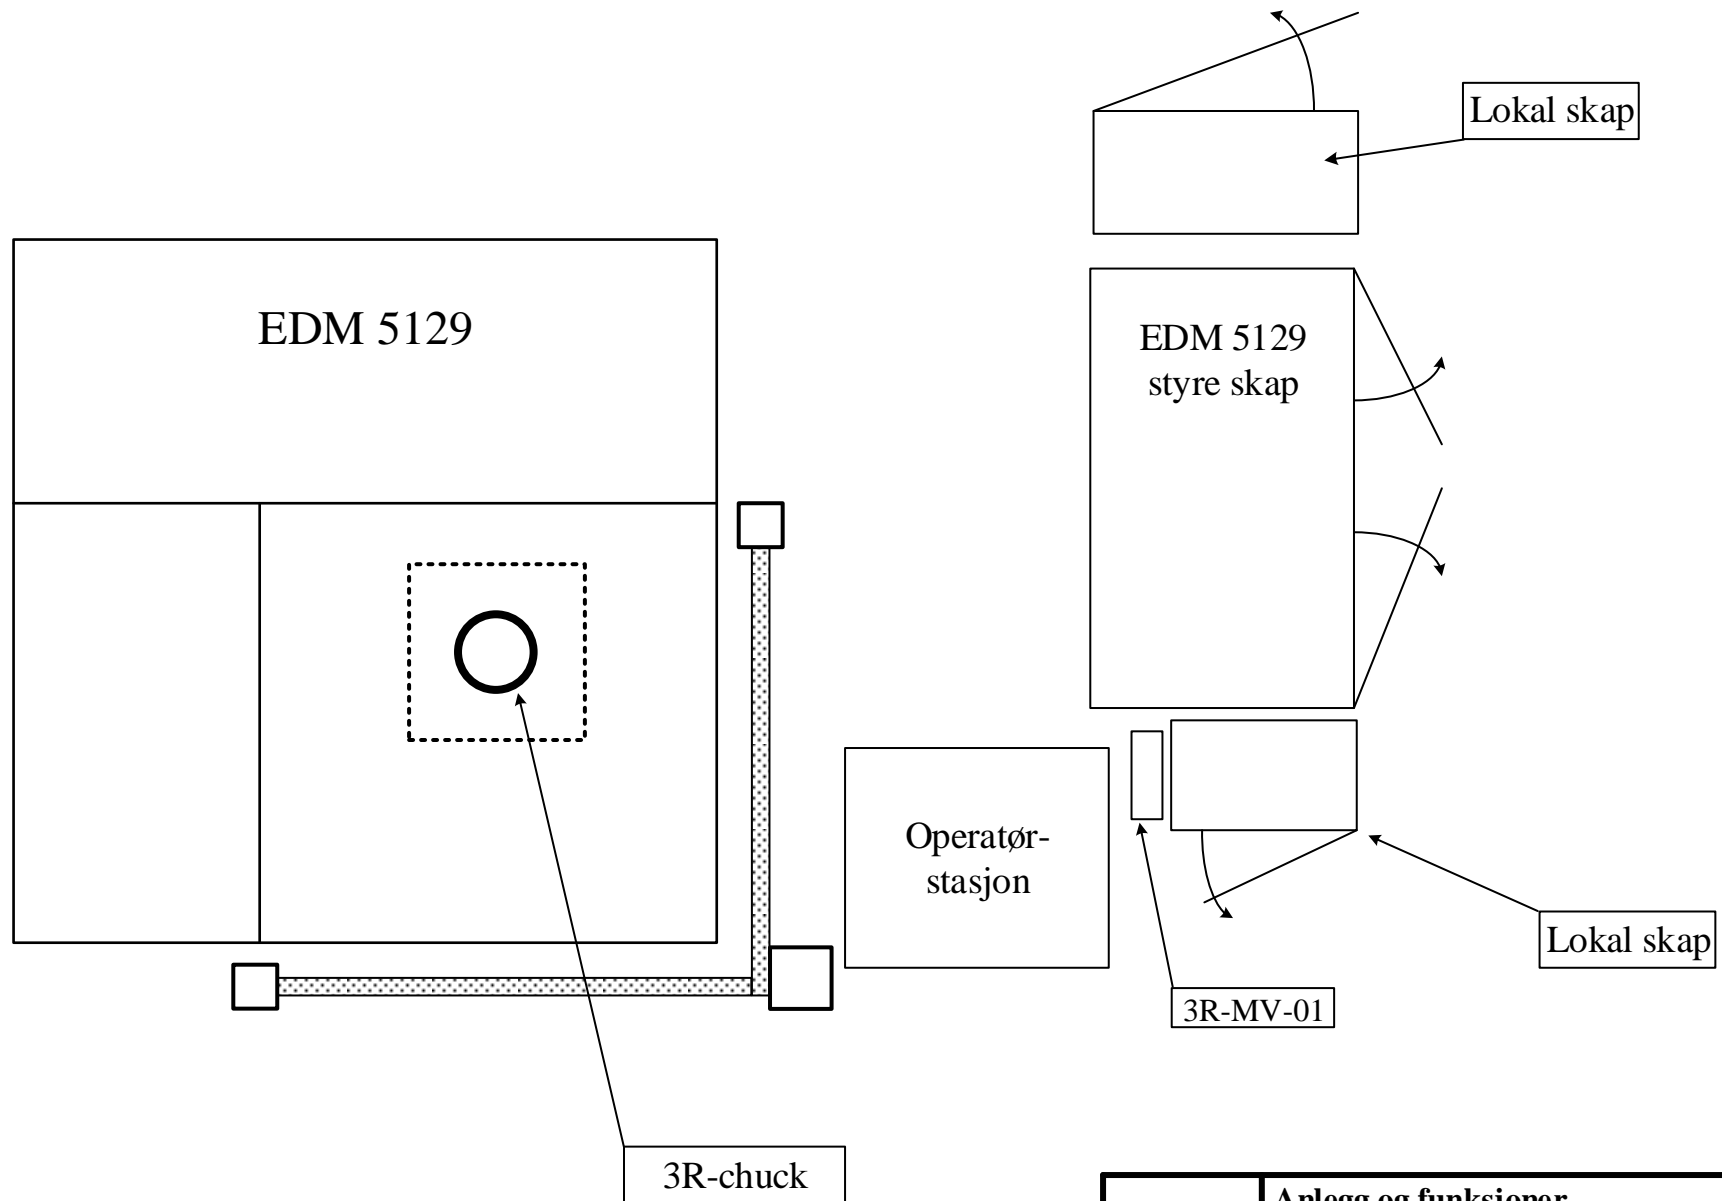 Lokal skap
EDM 5129
EDM 5129
styre skap
Operatør-
stasjon
Lokal skap
3R-MV-01
3R-chuck
Anlegg og funksjoner